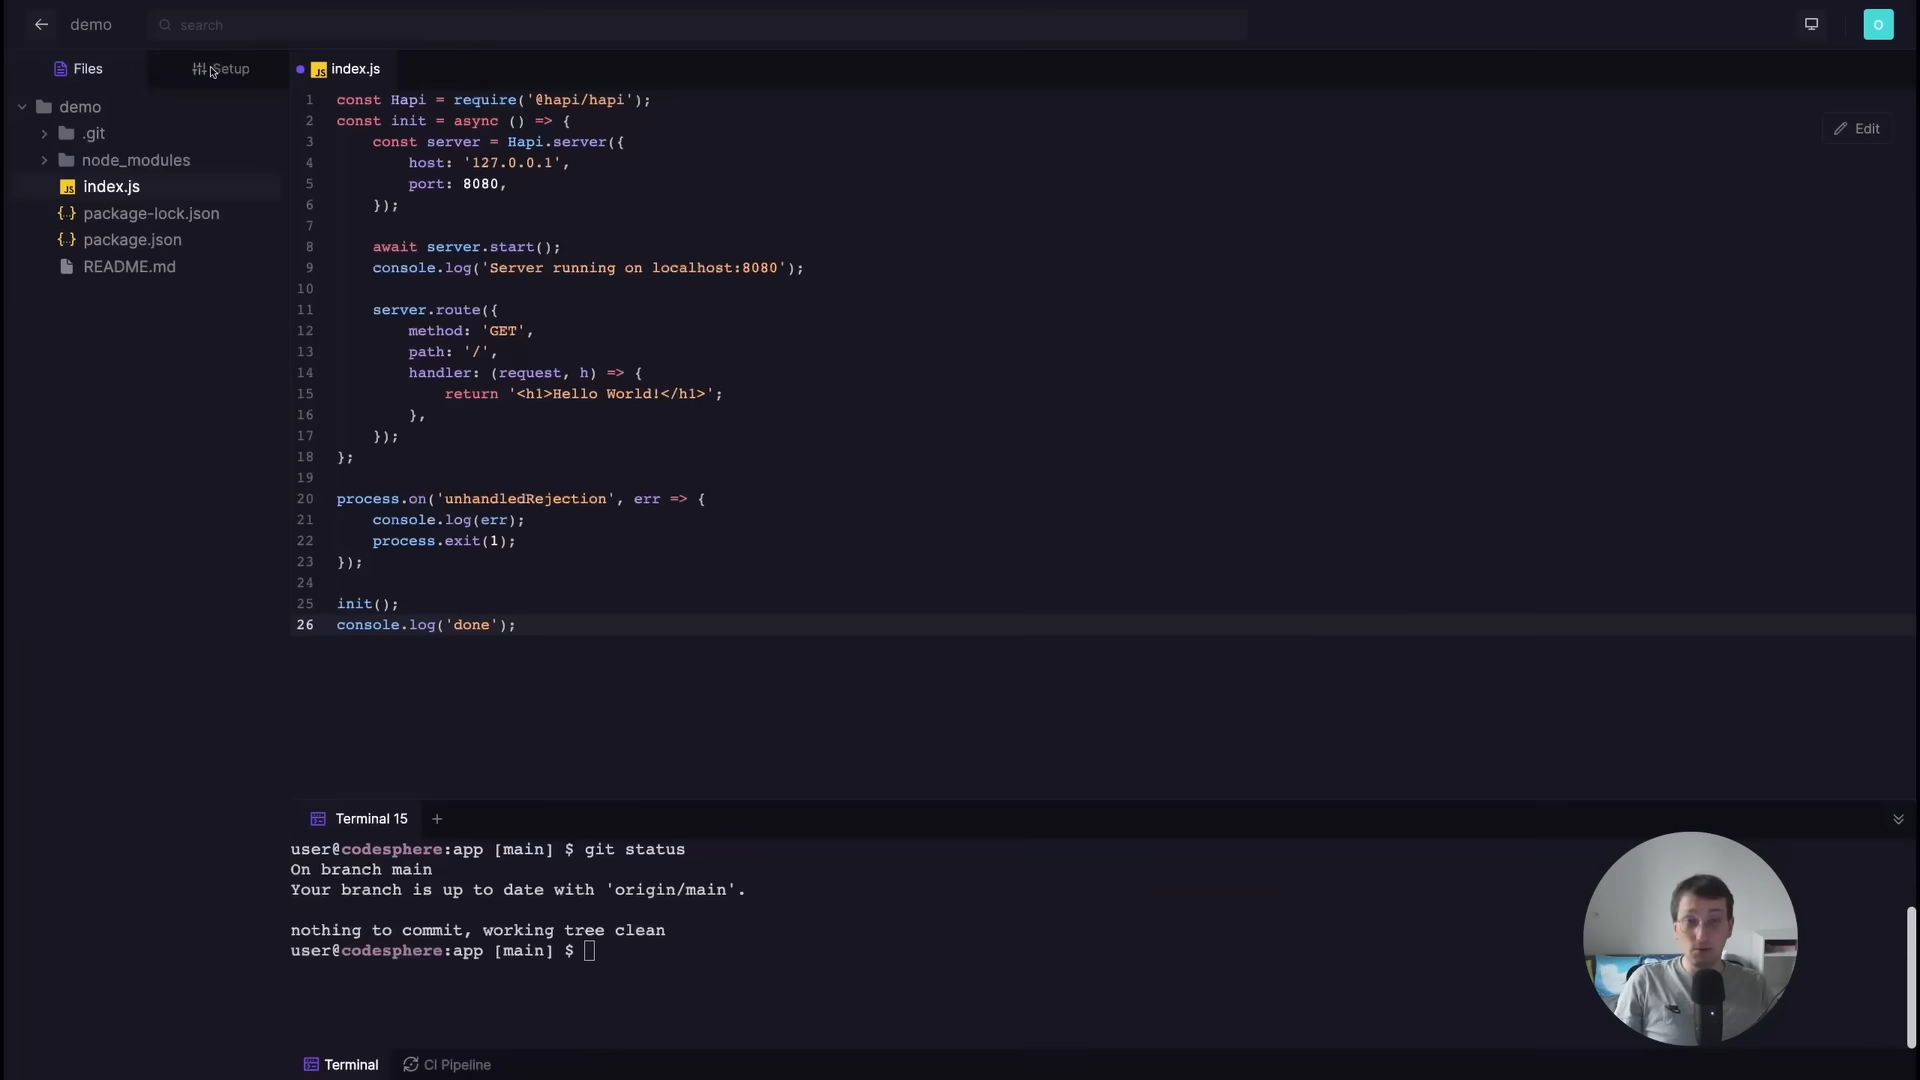 demo
search
O
Files
Setup
index.js
demo
.git
node_modules
index.js
package-lock.json
package.json
README.md
Edit
1 const Hapi = require('@hapi/hapi');
2 const init = async () => {
3     const server = Hapi.server({
4         host: '127.0.0.1',
5         port: 8080,
6     });
7
8     await server.start();
9     console.log('Server running on localhost:8080');
10
11     server.route({
12         method: 'GET',
13         path: '/',
14         handler: (request, h) => {
15             return '<h1>Hello World!</h1>';
16         },
17     });
18 };
19
20 process.on('unhandledRejection', err => {
21     console.log(err);
22     process.exit(1);
23 });
24
25 init();
26 console.log('done');
Terminal 15 +
user@codesphere:app [main] $ git status
On branch main
Your branch is up to date with 'origin/main'.
nothing to commit, working tree clean
user@codesphere:app [main] $
Terminal
CI Pipeline